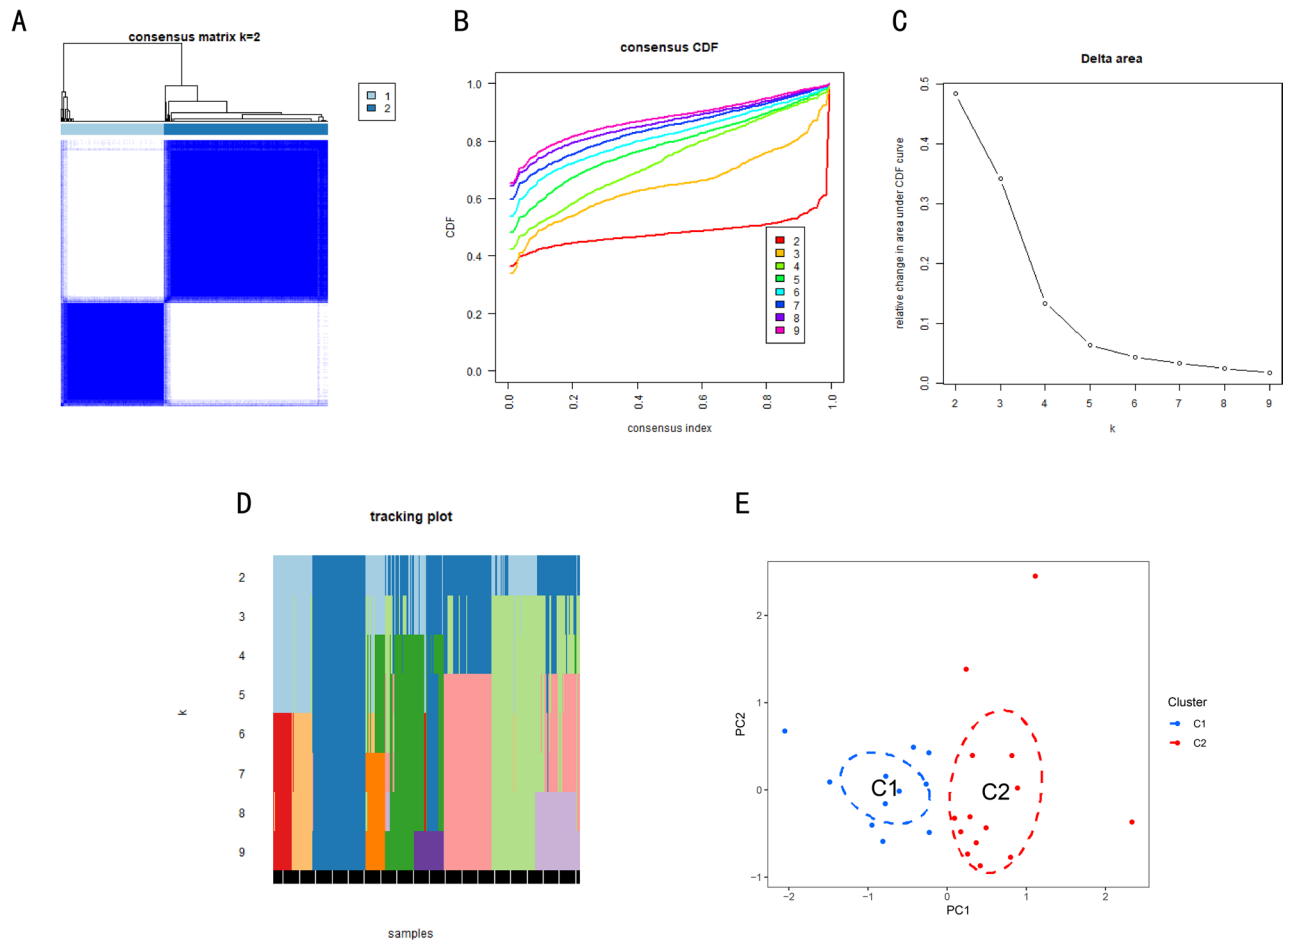 A
consensus matrix k=2
1
2
B
consensus CDF
CDF
1.0
0.8
0.6
0.4
0.2
0.0
0.0
0.2
0.4
0.6
0.8
1.0
consensus index
2
3
4
5
6
7
8
9
C
Delta area
relative change in area under CDF curve
0.5
0.4
0.3
0.2
0.1
0.0
2
3
4
5
6
7
8
9
k
D
tracking plot
k
2
3
4
5
6
7
8
9
samples
E
PC2
2
1
0
−1
−2
−1
0
1
2
PC1
C1
C2
Cluster
C1
C2